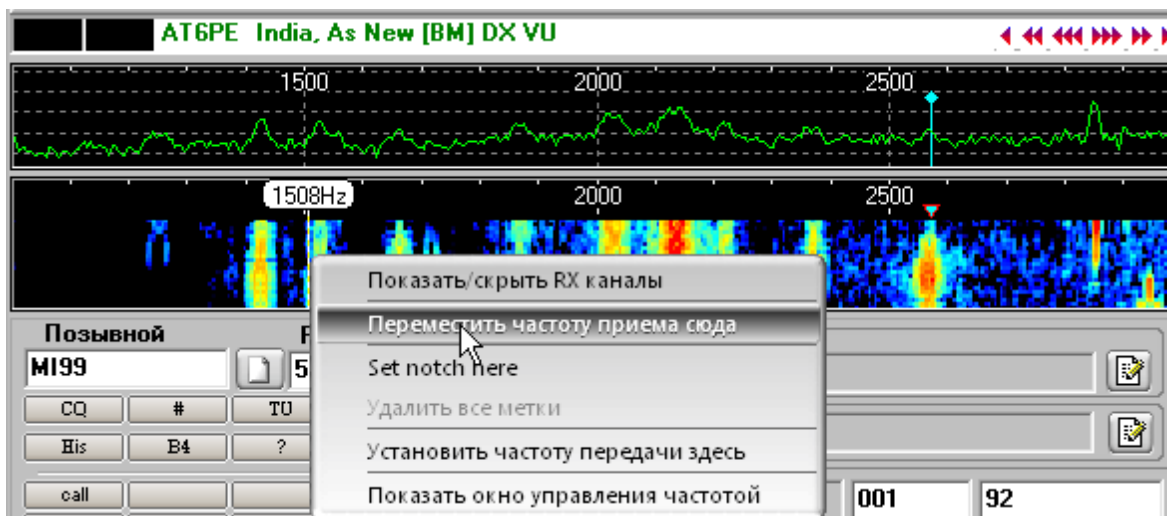 AT6PE India, As New [BM] DX VU
1500 2000 2500
1508Hz 2000 2500
Показать/скрыть RX каналы
Позывной
Переместить частоту приема сюда
MI99 5
Set notch here
CQ # TU
Удалить все метки
His B4 ?
Установить частоту передачи здесь
call
Показать окно управления частотой
001 92